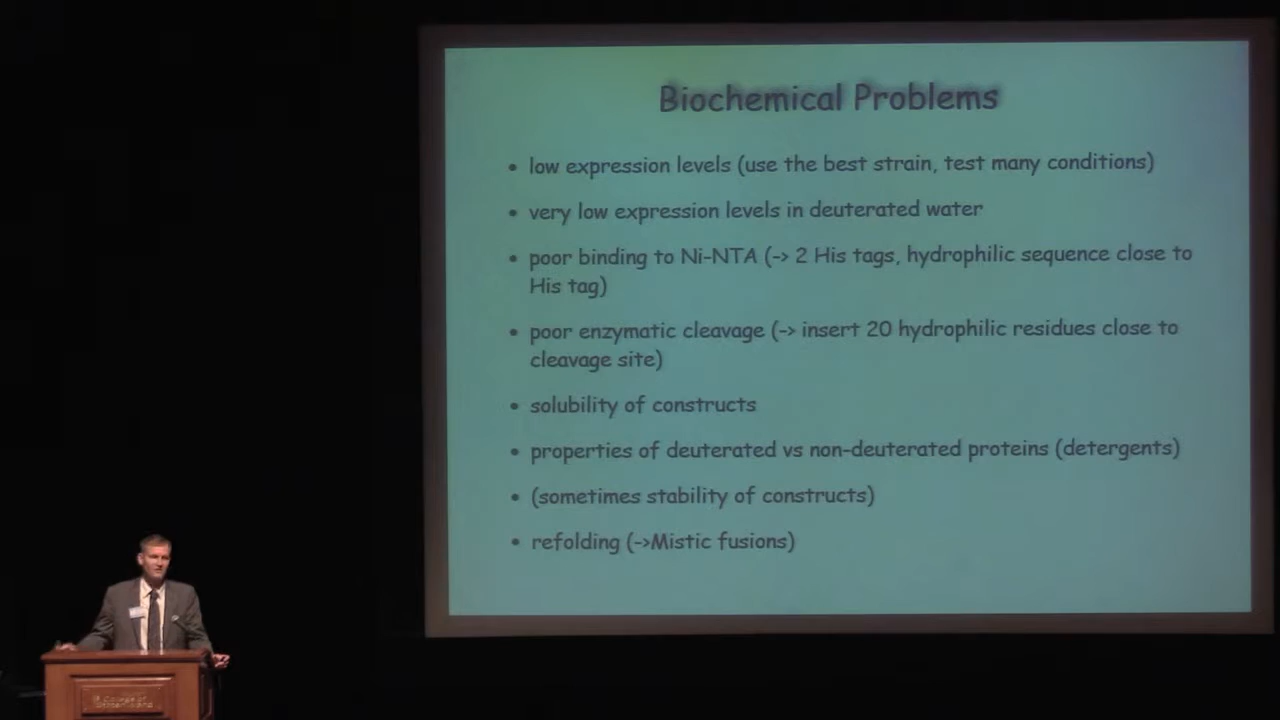 Biochemical Problems
• low expression levels (use the best strain, test many conditions)
• very low expression levels in deuterated water
• poor binding to Ni-NTA (-> 2 His tags, hydrophilic sequence close to
His tag)
• poor enzymatic cleavage (-> insert 20 hydrophilic residues close to
cleavage site)
• solubility of constructs
• properties of deuterated vs non-deuterated proteins (detergents)
• (sometimes stability of constructs)
• refolding (->Mistic fusions)
College of